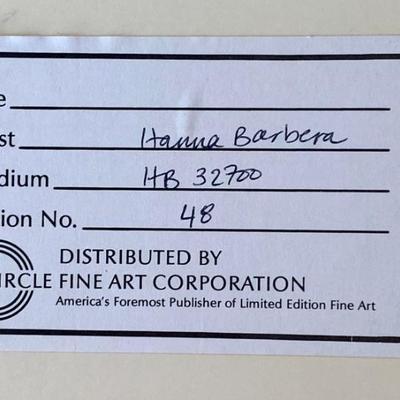 e
st Hanna Barbera
dium HB 32700
ion No. 48
DISTRIBUTED BY
IRCLE FINE ART CORPORATION
America's Foremost Publisher of Limited Edition Fine Art